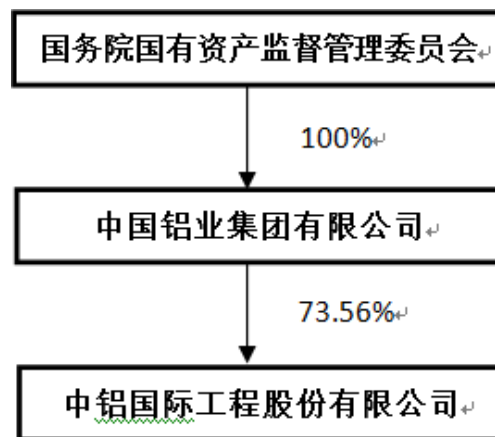 国务院国有资产监督管理委员会
100%
中国铝业集团有限公司
73.56%
中铝国际工程股份有限公司